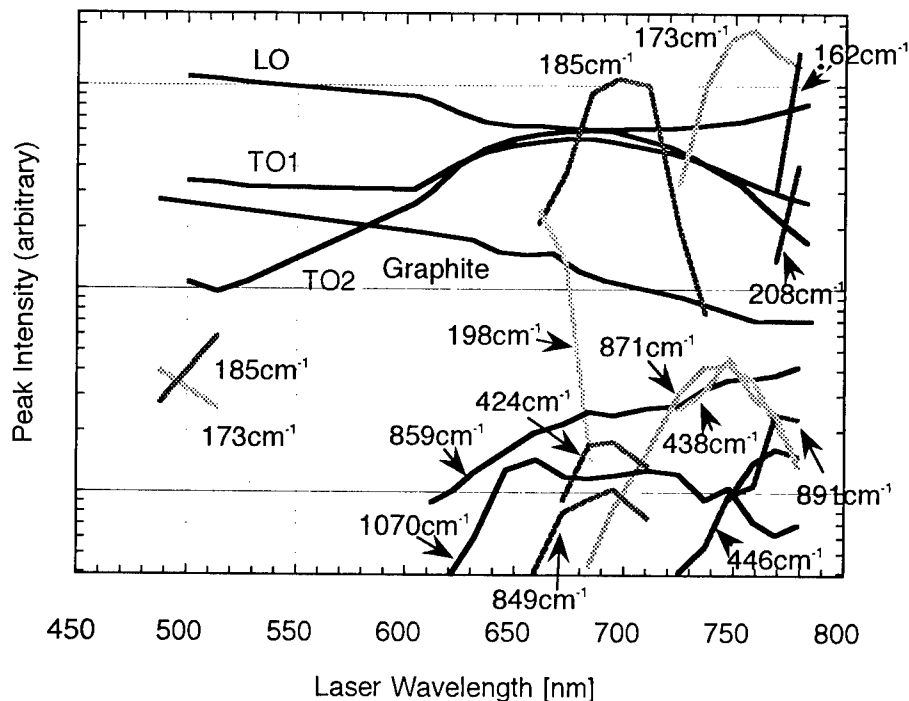 LO
185cm⁻¹
173cm⁻¹
162cm⁻¹
TO1
TO2
Graphite
208cm⁻¹
198cm⁻¹
871cm⁻¹
185cm⁻¹
424cm⁻¹
173cm⁻¹
859cm⁻¹
438cm⁻¹
891cm⁻¹
1070cm⁻¹
446cm⁻¹
849cm⁻¹
Peak Intensity (arbitrary)
450 500 550 600 650 700 750 800
Laser Wavelength [nm]